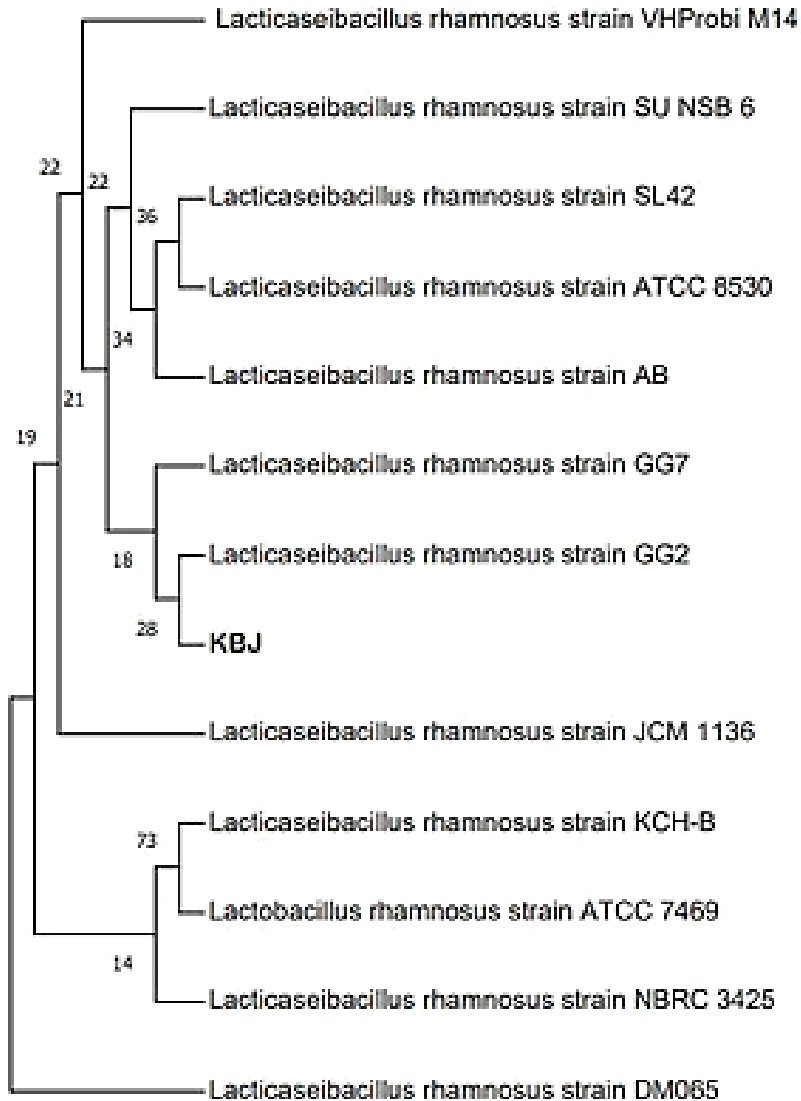 Lacticaseibacillus rhamnosus strain VHProbi M14
Lacticaseibacillus rhamnosus strain SU NSB 6
22
22
Lacticaseibacillus rhamnosus strain SL42
36
Lacticaseibacillus rhamnosus strain ATCC 8530
34
Lacticaseibacillus rhamnosus strain AB
21
19
Lacticaseibacillus rhamnosus strain GG7
Lacticaseibacillus rhamnosus strain GG2
18
28
KBJ
Lacticaseibacillus rhamnosus strain JCM 1136
Lacticaseibacillus rhamnosus strain KCH-B
73
Lactobacillus rhamnosus strain ATCC 7469
14
Lacticaseibacillus rhamnosus strain NBRC 3425
Lacticaseibacillus rhamnosus strain DM065